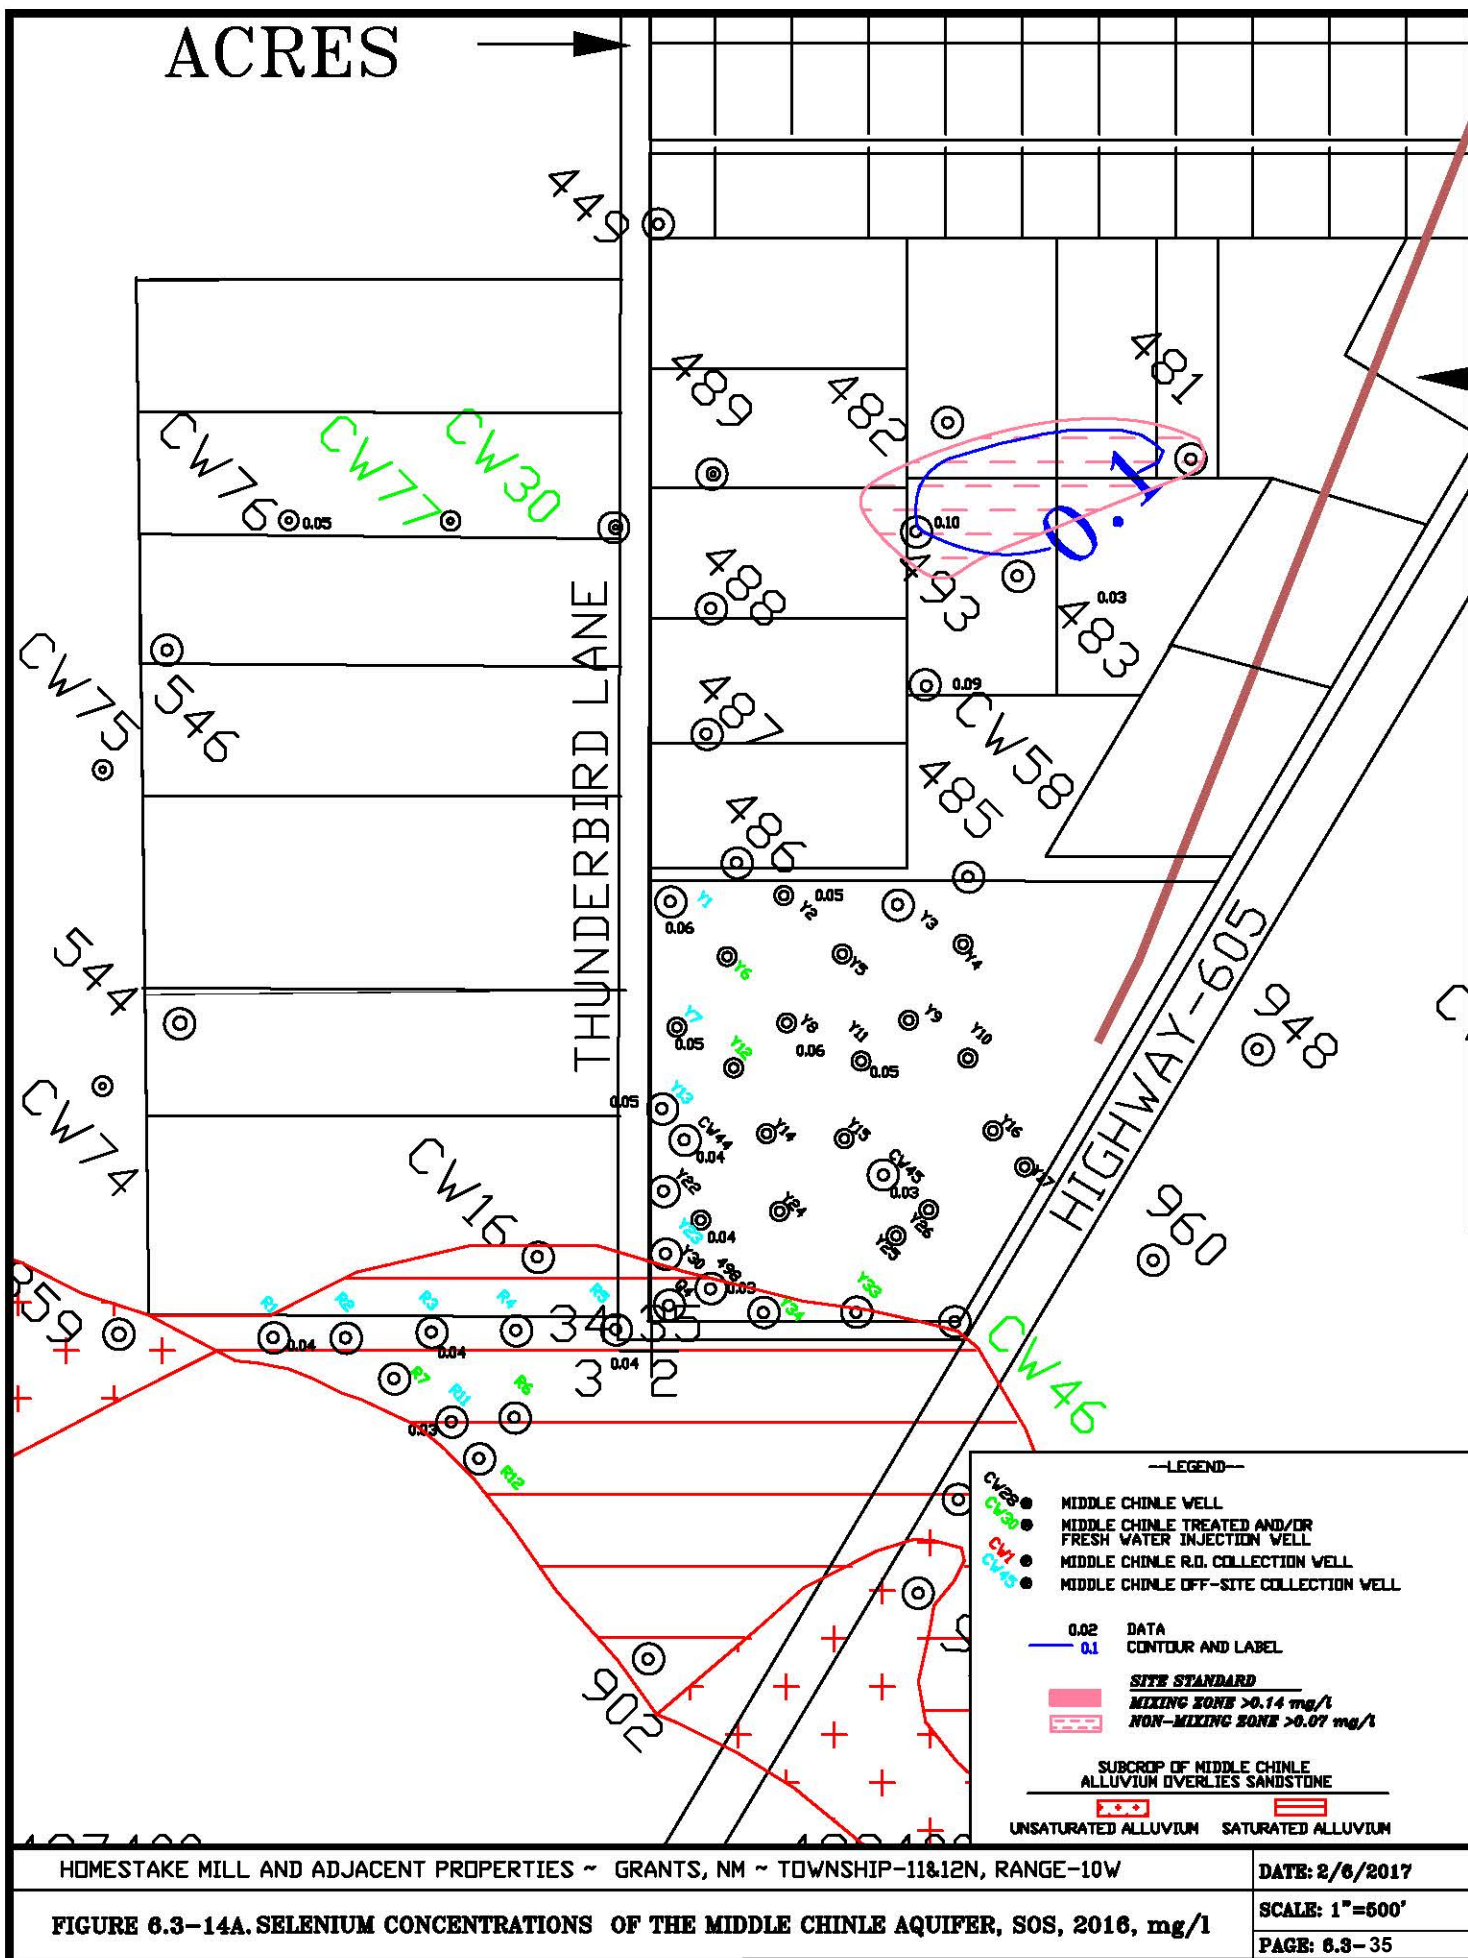 ACRES
449
489
482
481
CW76
0.05
CW77
CW30
0.10
0.1
493
488
0.03
483
CW75
546
THUNDERBIRD LANE
487
0.09
CW58
485
486
Y1
0.06
Y2
0.05
Y3
Y4
Y5
Y6
544
HIGHWAY-605
948
Y7
0.05
Y8
0.06
Y9
Y10
Y11
0.05
Y12
CW74
0.05
Y13
CW44
0.04
Y14
Y15
Y16
Y17
CW45
0.03
CW16
Y22
Y23
0.04
Y24
Y25
Y26
960
Y30
498
0.03
Y33
Y34
859
R1
0.04
R2
R3
0.04
R4
R5
34 35
0.04
3 2
CW46
R7
R11
0.03
R6
R12
902
--LEGEND--
CW28 MIDDLE CHINLE WELL
CW30 MIDDLE CHINLE TREATED AND/OR
FRESH WATER INJECTION WELL
CW1 MIDDLE CHINLE R.O. COLLECTION WELL
CW45 MIDDLE CHINLE OFF-SITE COLLECTION WELL
0.02 DATA
0.1 CONTOUR AND LABEL
SITE STANDARD
MIXING ZONE >0.14 mg/l
NON-MIXING ZONE >0.07 mg/l
SUBCROP OF MIDDLE CHINLE
ALLUVIUM OVERLIES SANDSTONE
UNSATURATED ALLUVIUM SATURATED ALLUVIUM
HOMESTAKE MILL AND ADJACENT PROPERTIES ~ GRANTS, NM ~ TOWNSHIP-11&12N, RANGE-10W
DATE: 2/6/2017
FIGURE 6.3-14A. SELENIUM CONCENTRATIONS OF THE MIDDLE CHINLE AQUIFER, SOS, 2016, mg/l
SCALE: 1"=500'
PAGE: 6.3-35